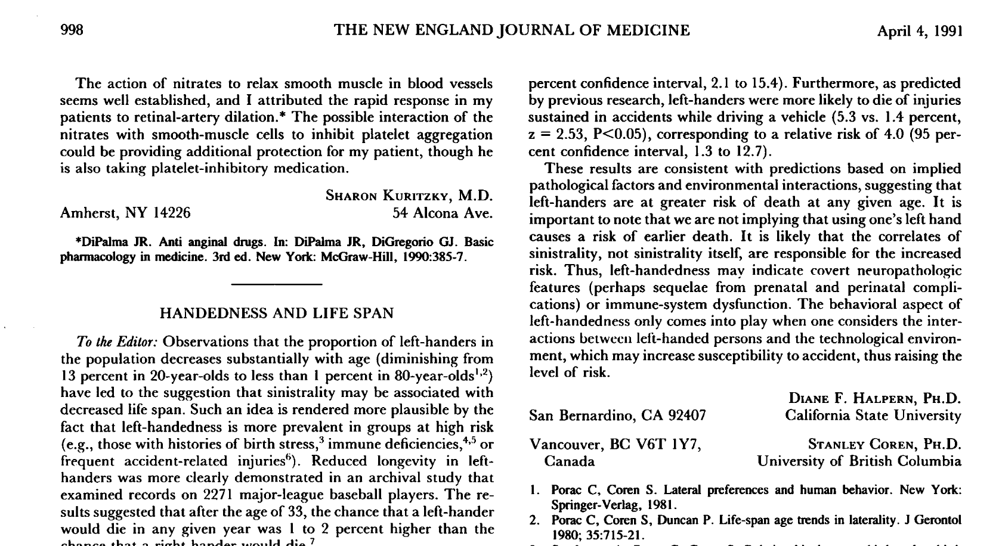 998
THE NEW ENGLAND JOURNAL OF MEDICINE
April 4, 1991
The action of nitrates to relax smooth muscle in blood vessels
seems well established, and I attributed the rapid response in my
patients to retinal-artery dilation.* The possible interaction of the
nitrates with smooth-muscle cells to inhibit platelet aggregation
could be providing additional protection for my patient, though he
is also taking platelet-inhibitory medication.
SHARON KURITZKY, M.D.
Amherst, NY 14226 54 Alcona Ave.
*DiPalma JR. Anti anginal drugs. In: DiPalma JR, DiGregorio GJ. Basic
pharmacology in medicine. 3rd ed. New York: McGraw-Hill, 1990:385-7.
HANDEDNESS AND LIFE SPAN
To the Editor: Observations that the proportion of left-handers in
the population decreases substantially with age (diminishing from
13 percent in 20-year-olds to less than 1 percent in 80-year-olds1,2)
have led to the suggestion that sinistrality may be associated with
decreased life span. Such an idea is rendered more plausible by the
fact that left-handedness is more prevalent in groups at high risk
(e.g., those with histories of birth stress,3 immune deficiencies,4,5 or
frequent accident-related injuries6). Reduced longevity in left-
handers was more clearly demonstrated in an archival study that
examined records on 2271 major-league baseball players. The re-
sults suggested that after the age of 33, the chance that a left-hander
would die in any given year was 1 to 2 percent higher than the
chance that a right-hander would die.7
percent confidence interval, 2.1 to 15.4). Furthermore, as predicted
by previous research, left-handers were more likely to die of injuries
sustained in accidents while driving a vehicle (5.3 vs. 1.4 percent,
z = 2.53, P<0.05), corresponding to a relative risk of 4.0 (95 per-
cent confidence interval, 1.3 to 12.7).
These results are consistent with predictions based on implied
pathological factors and environmental interactions, suggesting that
left-handers are at greater risk of death at any given age. It is
important to note that we are not implying that using one's left hand
causes a risk of earlier death. It is likely that the correlates of
sinistrality, not sinistrality itself, are responsible for the increased
risk. Thus, left-handedness may indicate covert neuropathologic
features (perhaps sequelae from prenatal and perinatal compli-
cations) or immune-system dysfunction. The behavioral aspect of
left-handedness only comes into play when one considers the inter-
actions between left-handed persons and the technological environ-
ment, which may increase susceptibility to accident, thus raising the
level of risk.
DIANE F. HALPERN, PH.D.
San Bernardino, CA 92407 California State University
Vancouver, BC V6T 1Y7, STANLEY COREN, PH.D.
Canada University of British Columbia
1. Porac C, Coren S. Lateral preferences and human behavior. New York:
Springer-Verlag, 1981.
2. Porac C, Coren S, Duncan P. Life-span age trends in laterality. J Gerontol
1980; 35:715-21.